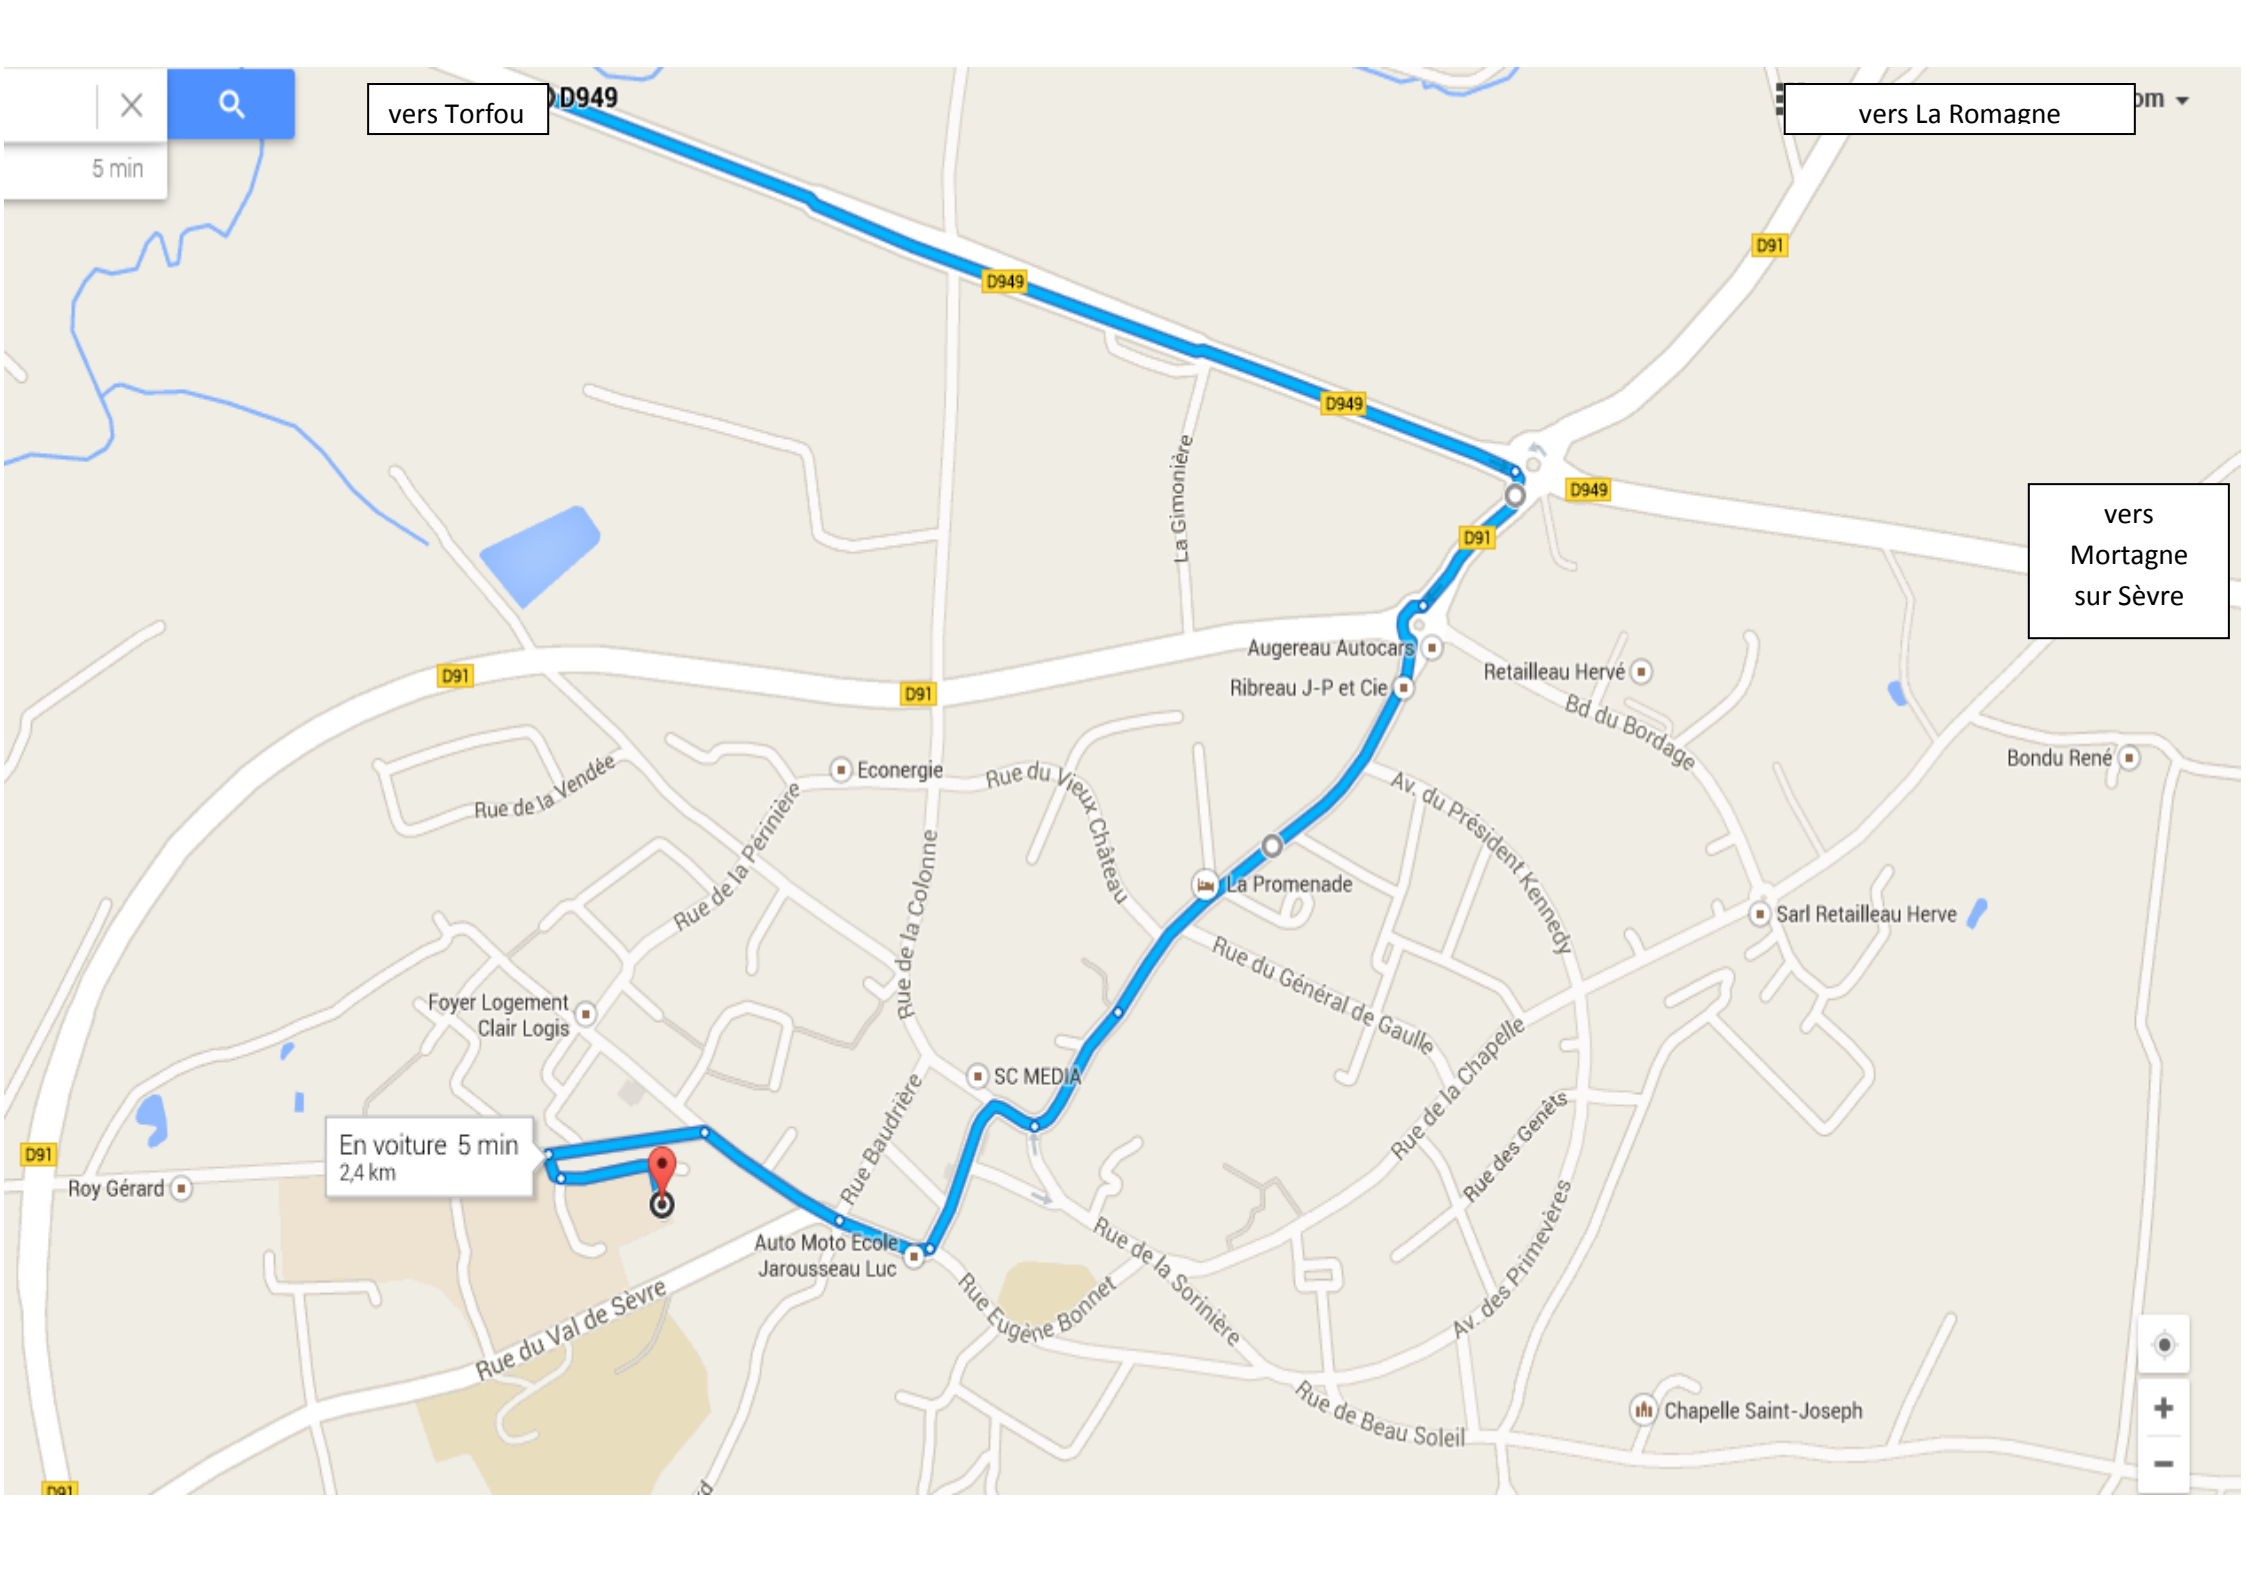 vers Torfou
D949
vers La Romagne
om
5 min
D91
D949
D949
La Gimonière
D949
vers
Mortagne
sur Sèvre
D91
Augereau Autocars
Retailleau Hervé
Ribreau J-P et Cie
D91
D91
Bd du Bordage
Bondu René
Econergie
Rue du Vieux Château
Rue de la Vendée
Av. du Président Kennedy
Rue de la Périnière
Rue de la Colonne
La Promenade
Sarl Retailleau Herve
Rue du Général de Gaulle
Foyer Logement
Clair Logis
SC MEDIA
Rue de la Chapelle
Rue Baudrière
Rue des Genêts
En voiture 5 min
2,4 km
D91
Roy Gérard
Auto Moto Ecole
Jarousseau Luc
Rue de la Sorinière
Av. des Primevères
Rue Eugène Bonnet
Rue du Val de Sèvre
Rue de Beau Soleil
Chapelle Saint-Joseph
D91